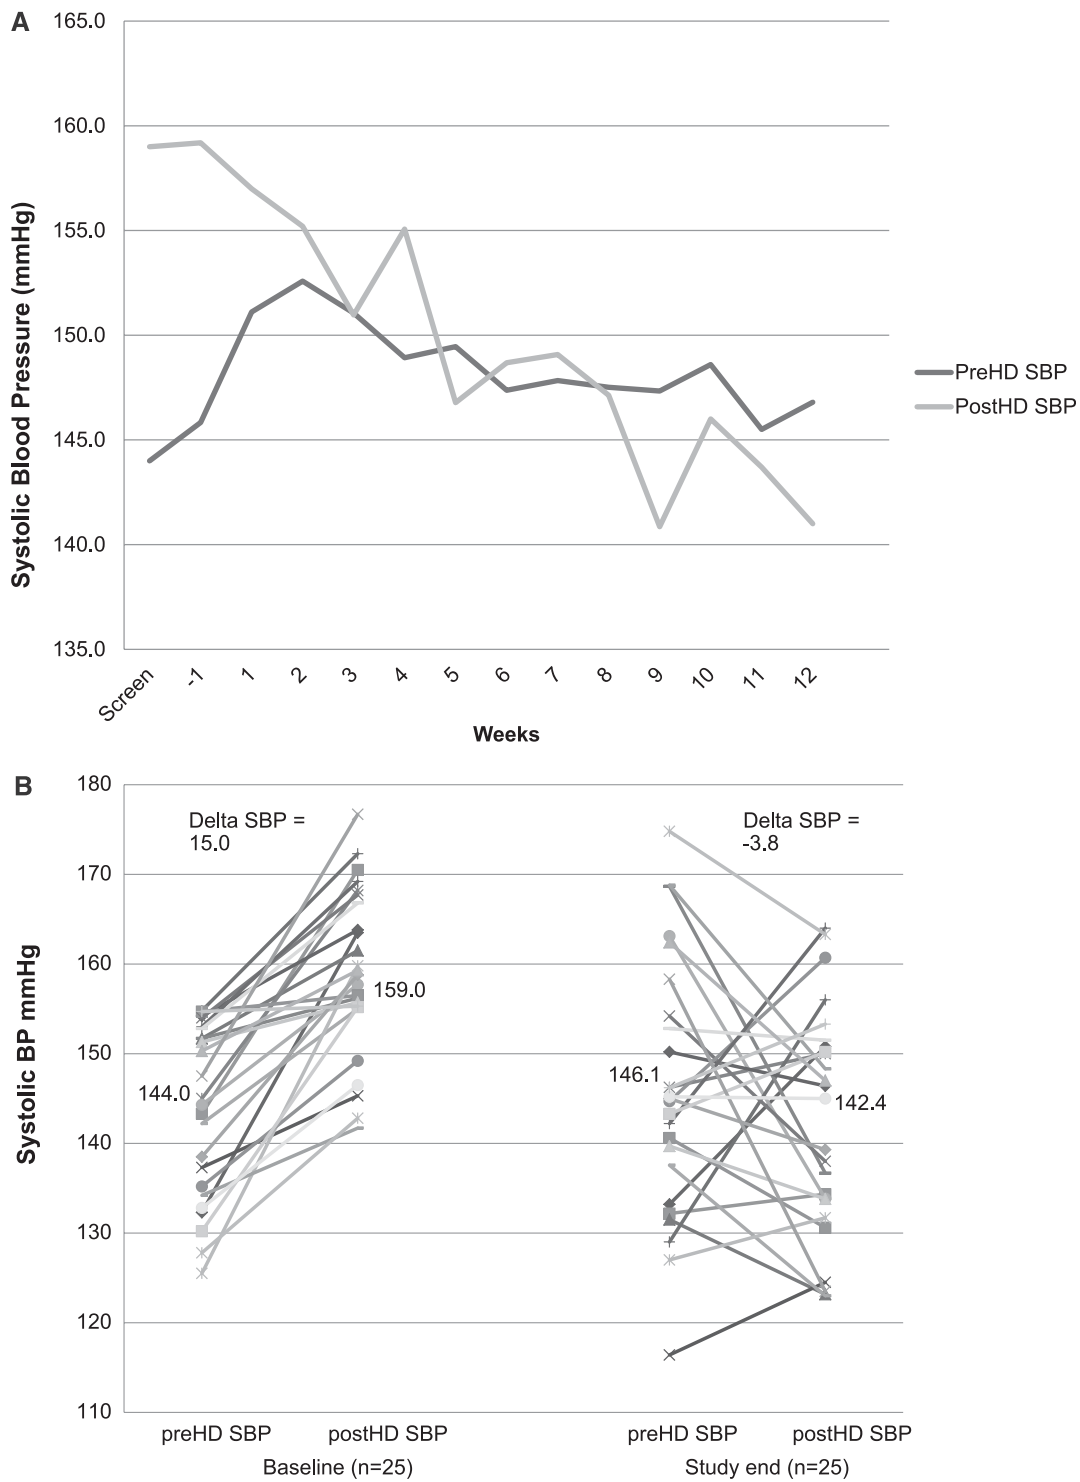 A
165.0
160.0
155.0
150.0
145.0
140.0
135.0
Systolic Blood Pressure (mmHg)
Screen
-1
1
2
3
4
5
6
7
8
9
10
11
12
Weeks
PreHD SBP
PostHD SBP
B
180
170
160
150
140
130
120
110
Systolic BP mmHg
Delta SBP =
15.0
144.0
159.0
Delta SBP =
-3.8
146.1
142.4
preHD SBP
postHD SBP
preHD SBP
postHD SBP
Baseline (n=25)
Study end (n=25)